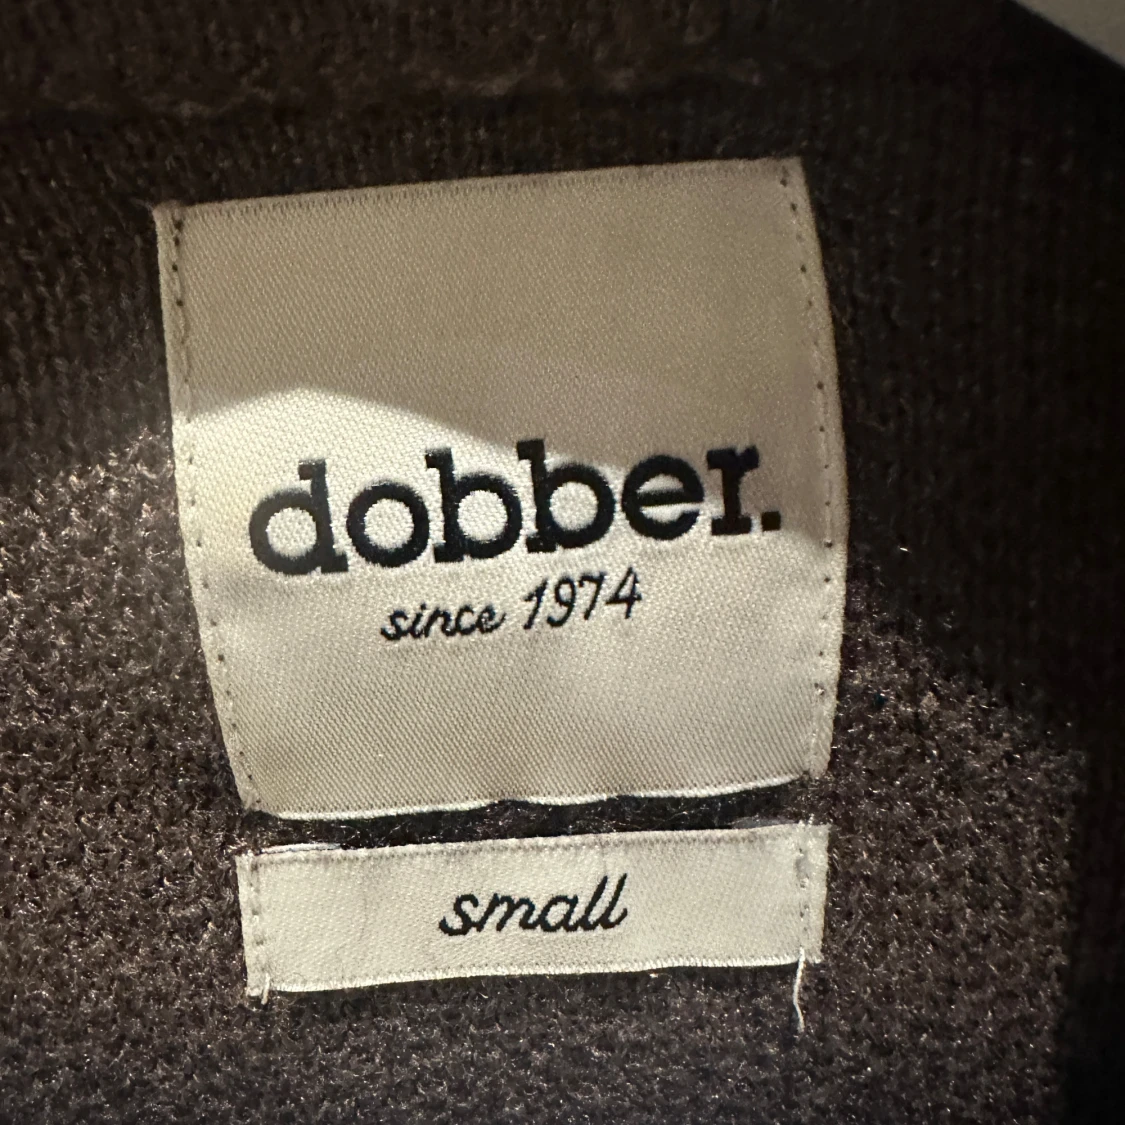 dobber.
since 1974
small